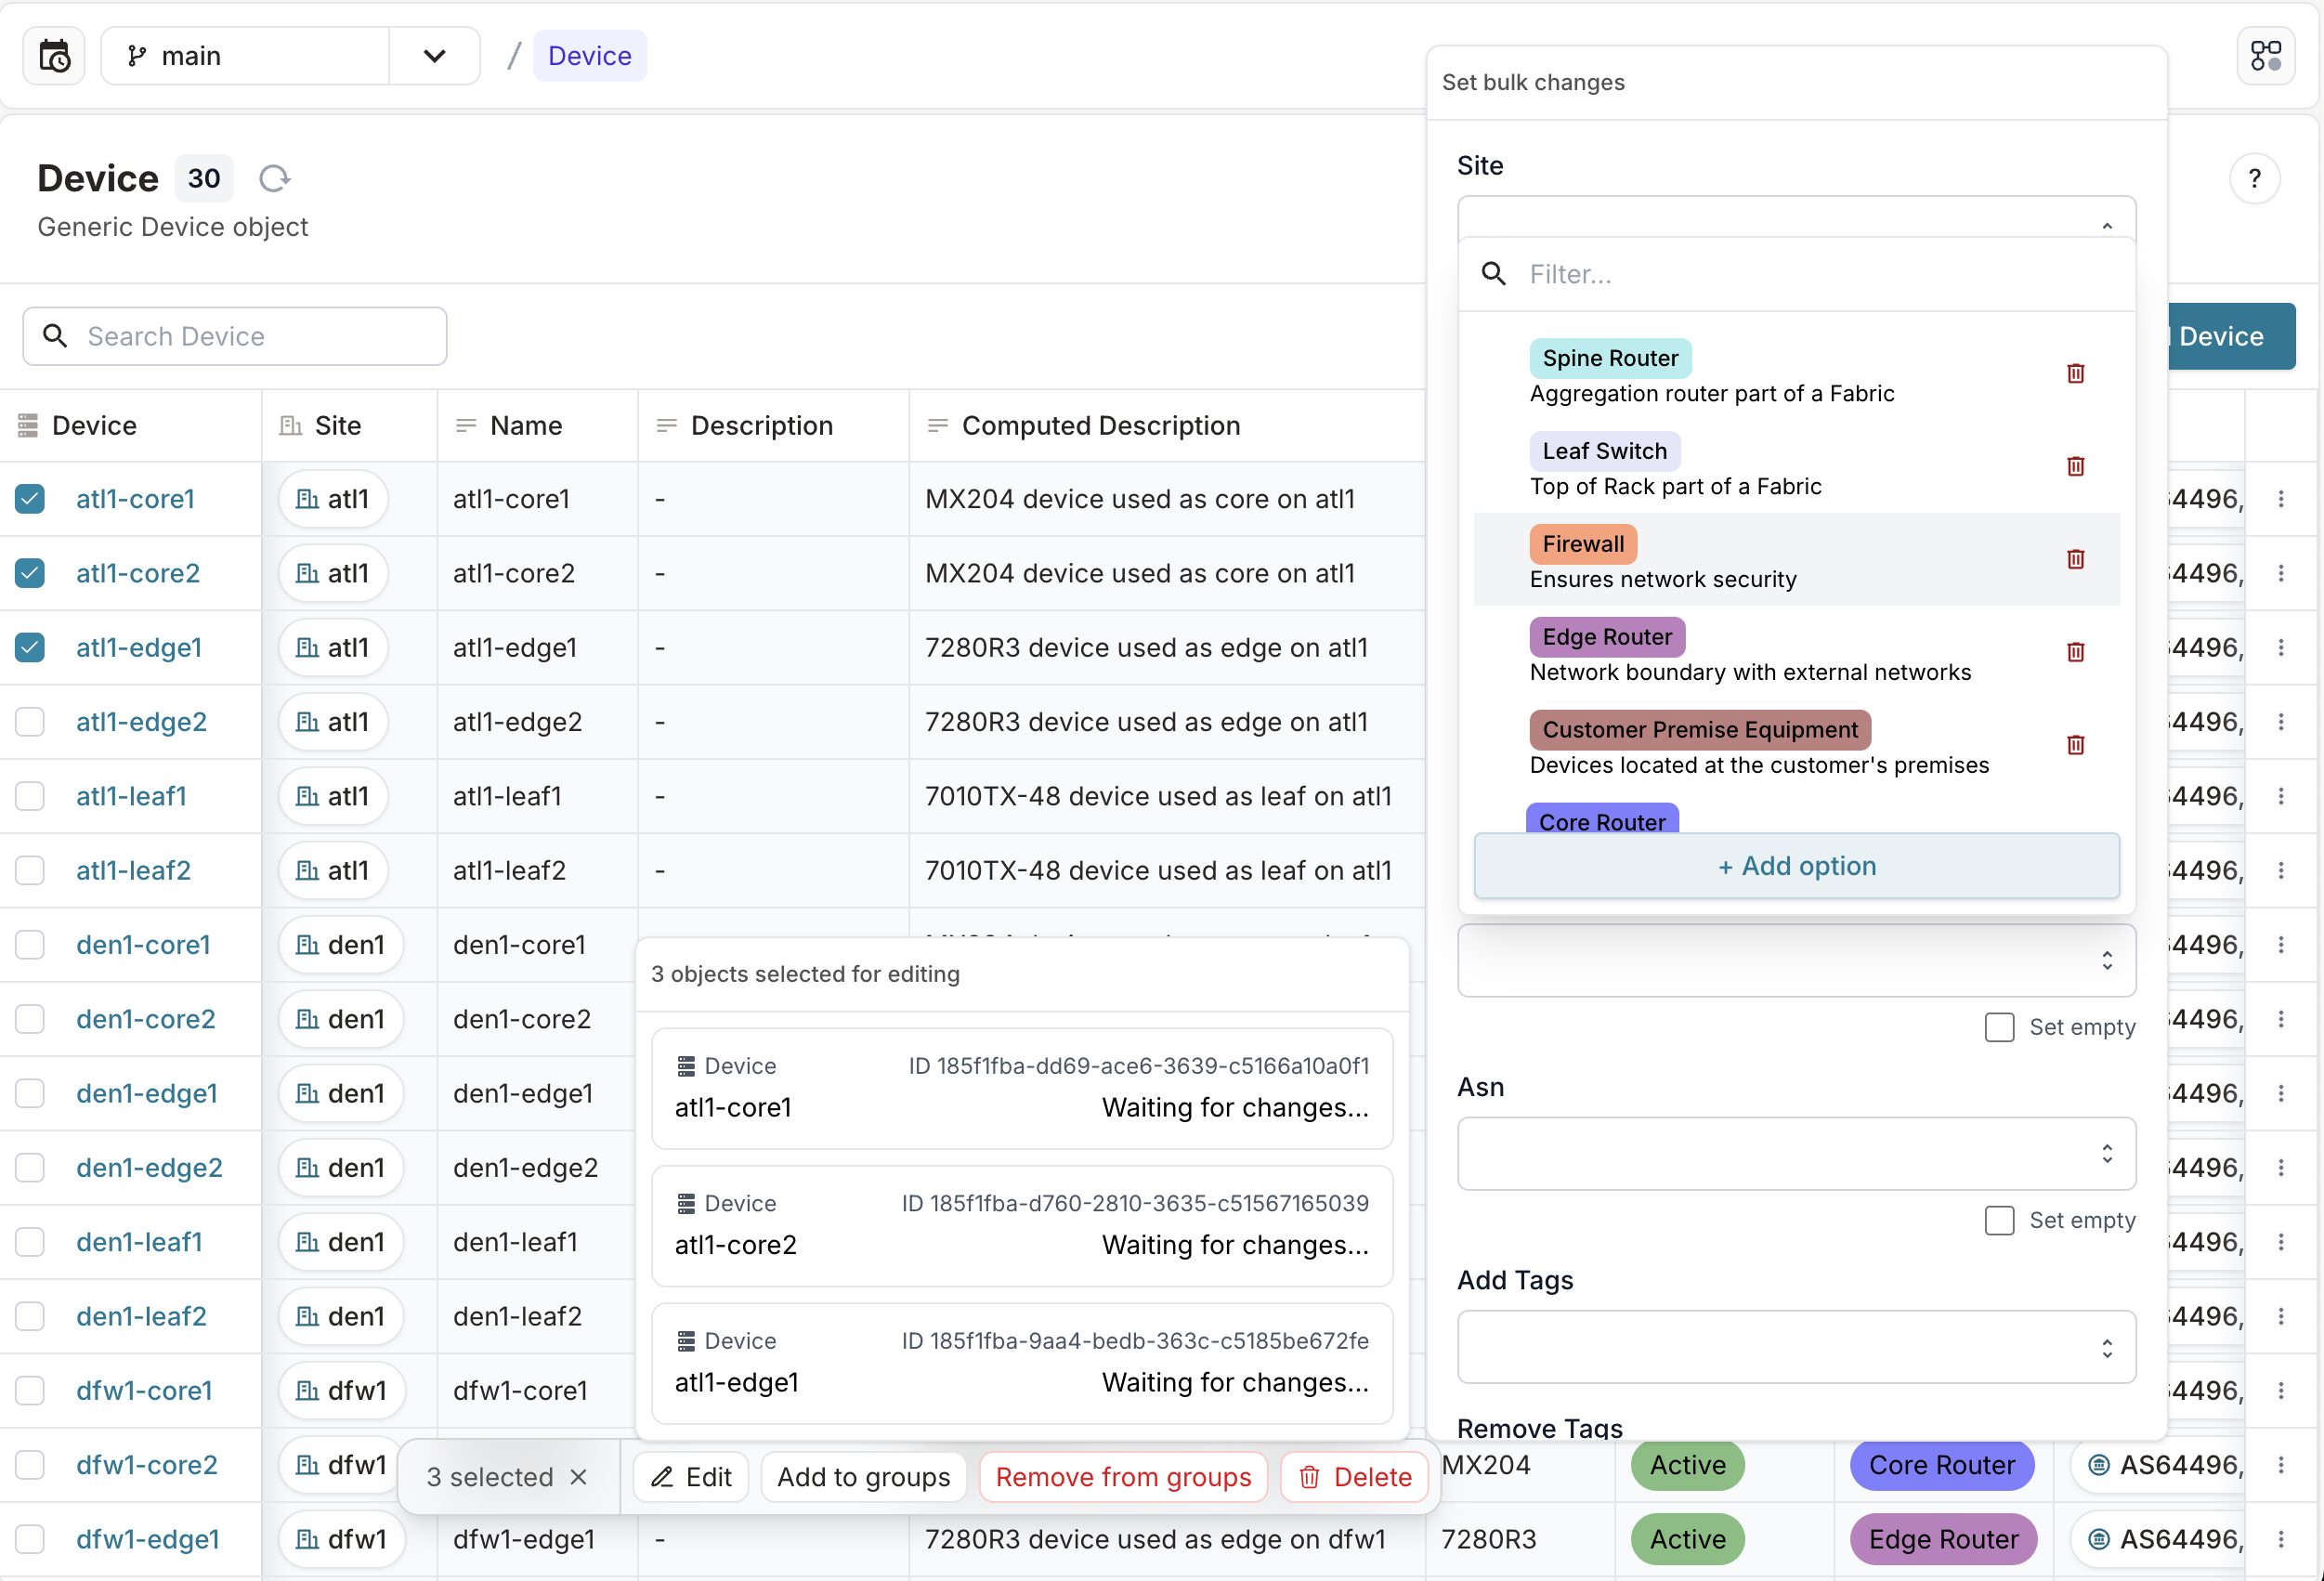 main
/
Device
Device 30
Generic Device object
?
Search Device
Device
Device Site Name Description Computed Description
atl1-core1 atl1 atl1-core1 - MX204 device used as core on atl1
atl1-core2 atl1 atl1-core2 - MX204 device used as core on atl1
atl1-edge1 atl1 atl1-edge1 - 7280R3 device used as edge on atl1
atl1-edge2 atl1 atl1-edge2 - 7280R3 device used as edge on atl1
atl1-leaf1 atl1 atl1-leaf1 - 7010TX-48 device used as leaf on atl1
atl1-leaf2 atl1 atl1-leaf2 - 7010TX-48 device used as leaf on atl1
den1-core1 den1 den1-core1
den1-core2 den1 den1-core2
den1-edge1 den1 den1-edge1
den1-edge2 den1 den1-edge2
den1-leaf1 den1 den1-leaf1
den1-leaf2 den1 den1-leaf2
dfw1-core1 dfw1 dfw1-core1
dfw1-core2 dfw1 MX204 Active Core Router AS64496,
dfw1-edge1 dfw1 dfw1-edge1 - 7280R3 device used as edge on dfw1 7280R3 Active Edge Router AS64496,
4496,
4496,
4496,
4496,
4496,
4496,
4496,
4496,
4496,
4496,
4496,
4496,
4496,
3 objects selected for editing
Device ID 185f1fba-dd69-ace6-3639-c5166a10a0f1
atl1-core1 Waiting for changes...
Device ID 185f1fba-d760-2810-3635-c51567165039
atl1-core2 Waiting for changes...
Device ID 185f1fba-9aa4-bedb-363c-c5185be672fe
atl1-edge1 Waiting for changes...
3 selected Edit Add to groups Remove from groups Delete
Set bulk changes
Site
Filter...
Spine Router
Aggregation router part of a Fabric
Leaf Switch
Top of Rack part of a Fabric
Firewall
Ensures network security
Edge Router
Network boundary with external networks
Customer Premise Equipment
Devices located at the customer's premises
Core Router
+ Add option
Set empty
Asn
Set empty
Add Tags
Remove Tags